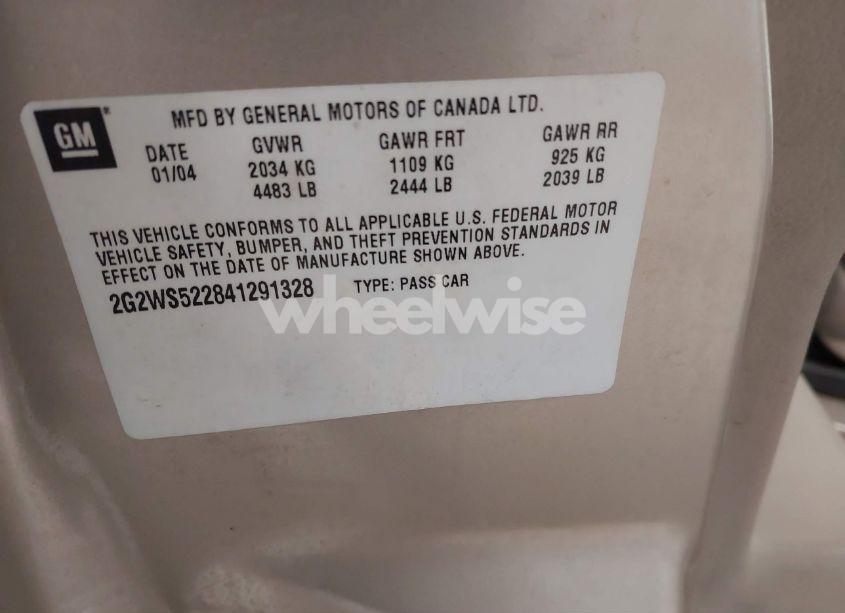 GM
MFD BY GENERAL MOTORS OF CANADA LTD.
DATE GVWR GAWR FRT GAWR RR
01/04 2034 KG 1109 KG 925 KG
4483 LB 2444 LB 2039 LB
THIS VEHICLE CONFORMS TO ALL APPLICABLE U.S. FEDERAL MOTOR
VEHICLE SAFETY, BUMPER, AND THEFT PREVENTION STANDARDS IN
EFFECT ON THE DATE OF MANUFACTURE SHOWN ABOVE.
2G2WS522841291328 TYPE: PASS CAR
wheelwise